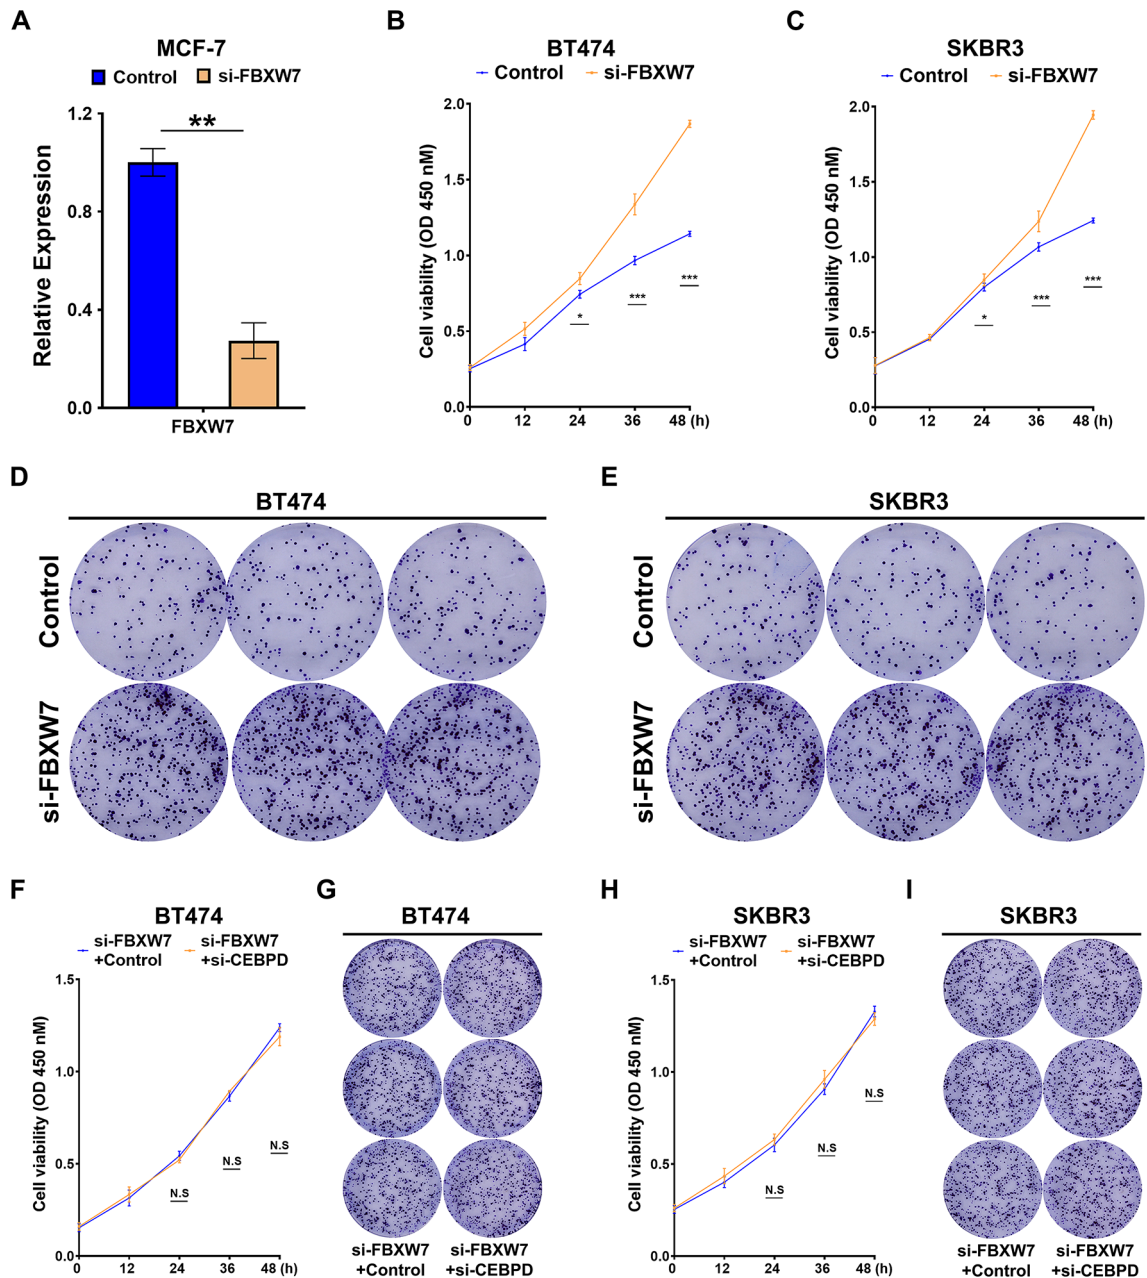 A
MCF-7
Control si-FBXW7
**
Relative Expression
1.2
0.8
0.4
0.0
FBXW7
B
BT474
Control si-FBXW7
Cell viability (OD 450 nM)
2.0
1.5
1.0
0.5
0.0
* *** ***
0 12 24 36 48 (h)
C
SKBR3
Control si-FBXW7
Cell viability (OD 450 nM)
2.0
1.5
1.0
0.5
0.0
* *** ***
0 12 24 36 48 (h)
D
BT474
Control
si-FBXW7
E
SKBR3
Control
si-FBXW7
F
BT474
si-FBXW7 si-FBXW7
+Control +si-CEBPD
Cell viability (OD 450 nM)
1.5
1.0
0.5
0.0
N.S N.S N.S
0 12 24 36 48 (h)
G
BT474
si-FBXW7 si-FBXW7
+Control +si-CEBPD
H
SKBR3
si-FBXW7 si-FBXW7
+Control +si-CEBPD
Cell viability (OD 450 nM)
1.5
1.0
0.5
0.0
N.S N.S N.S
0 12 24 36 48 (h)
I
SKBR3
si-FBXW7 si-FBXW7
+Control +si-CEBPD